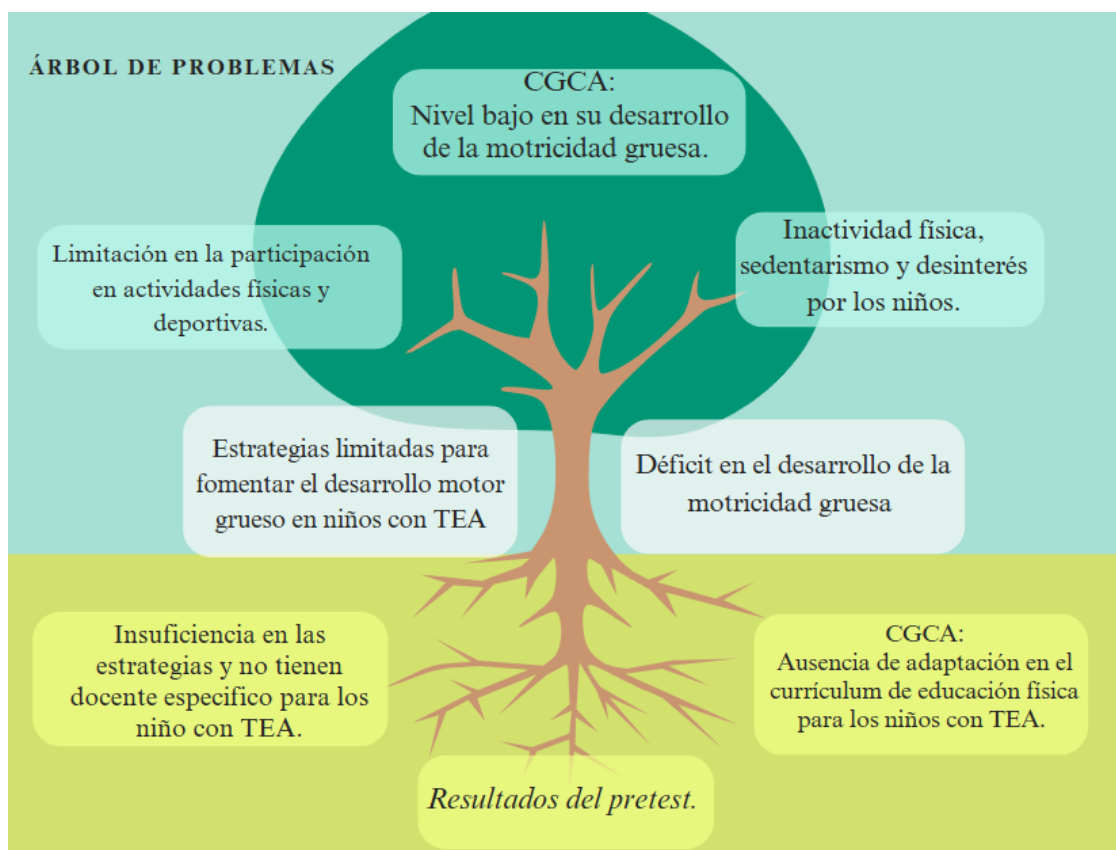 ÁRBOL DE PROBLEMAS
CGCA:
Nivel bajo en su desarrollo
de la motricidad gruesa.
Limitación en la participación
en actividades físicas y
deportivas.
Inactividad física,
sedentarismo y desinterés
por los niños.
Estrategias limitadas para
fomentar el desarrollo motor
grueso en niños con TEA
Déficit en el desarrollo de la
motricidad gruesa
Insuficiencia en las
estrategias y no tienen
docente especifico para los
niño con TEA.
CGCA:
Ausencia de adaptación en el
currículum de educación física
para los niños con TEA.
Resultados del pretest.